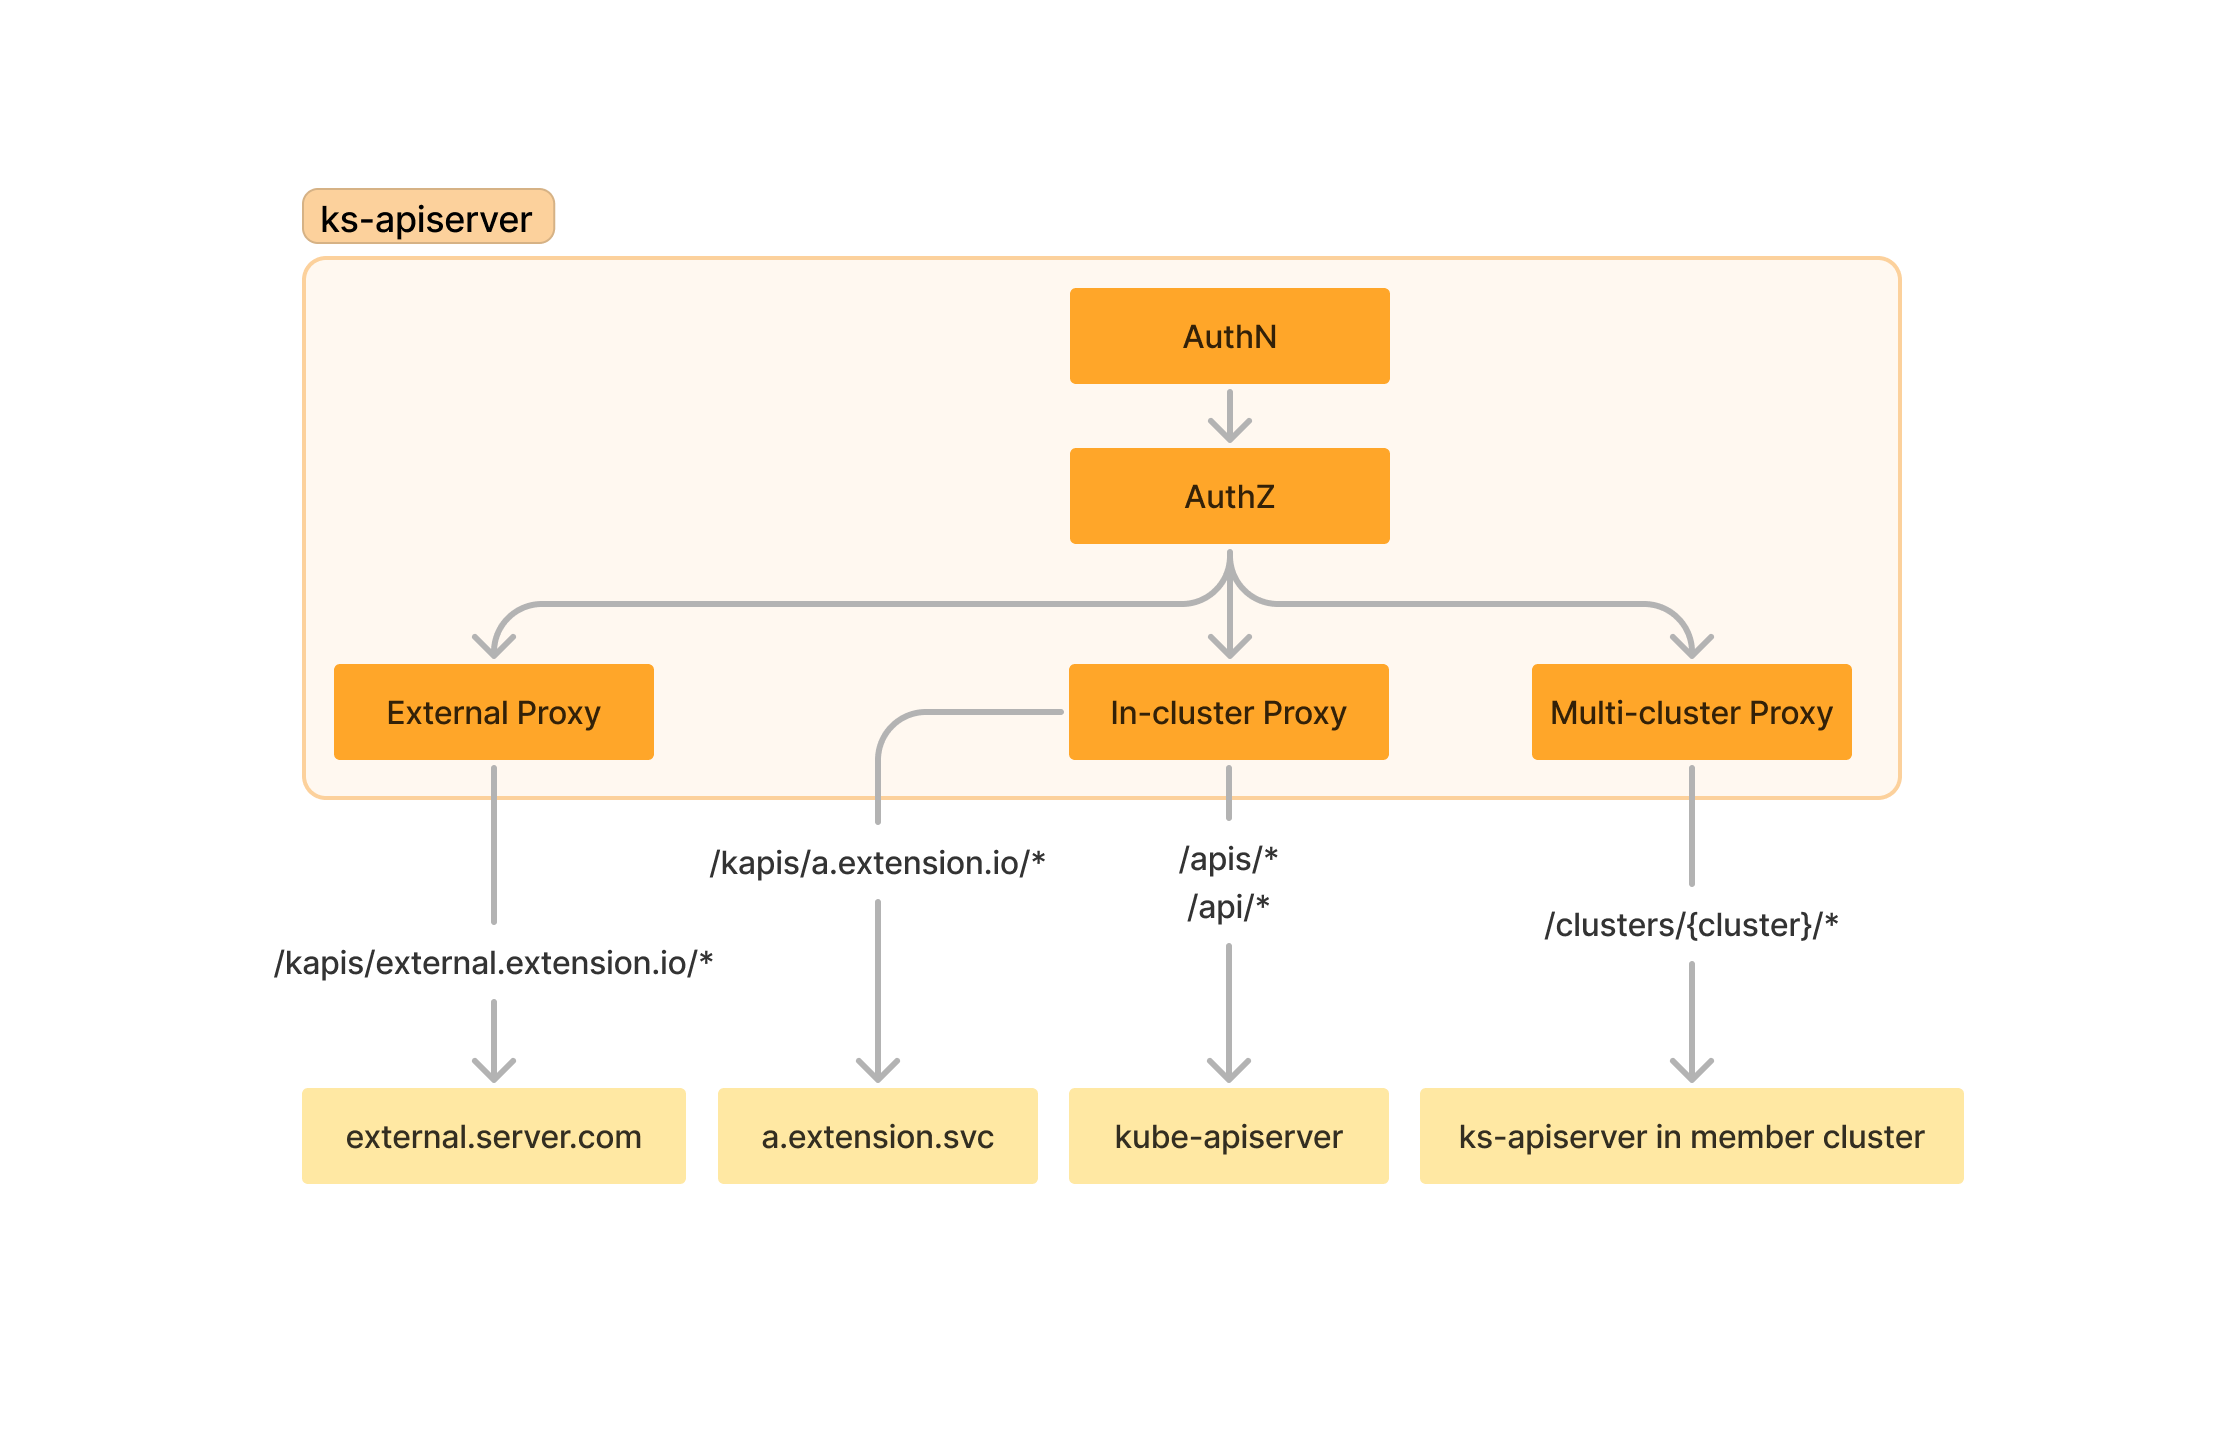 ks-apiserver
AuthN
AuthZ
External Proxy
In-cluster Proxy
Multi-cluster Proxy
/kapis/external.extension.io/*
/kapis/a.extension.io/*
/apis/*
/api/*
/clusters/{cluster}/*
external.server.com
a.extension.svc
kube-apiserver
ks-apiserver in member cluster